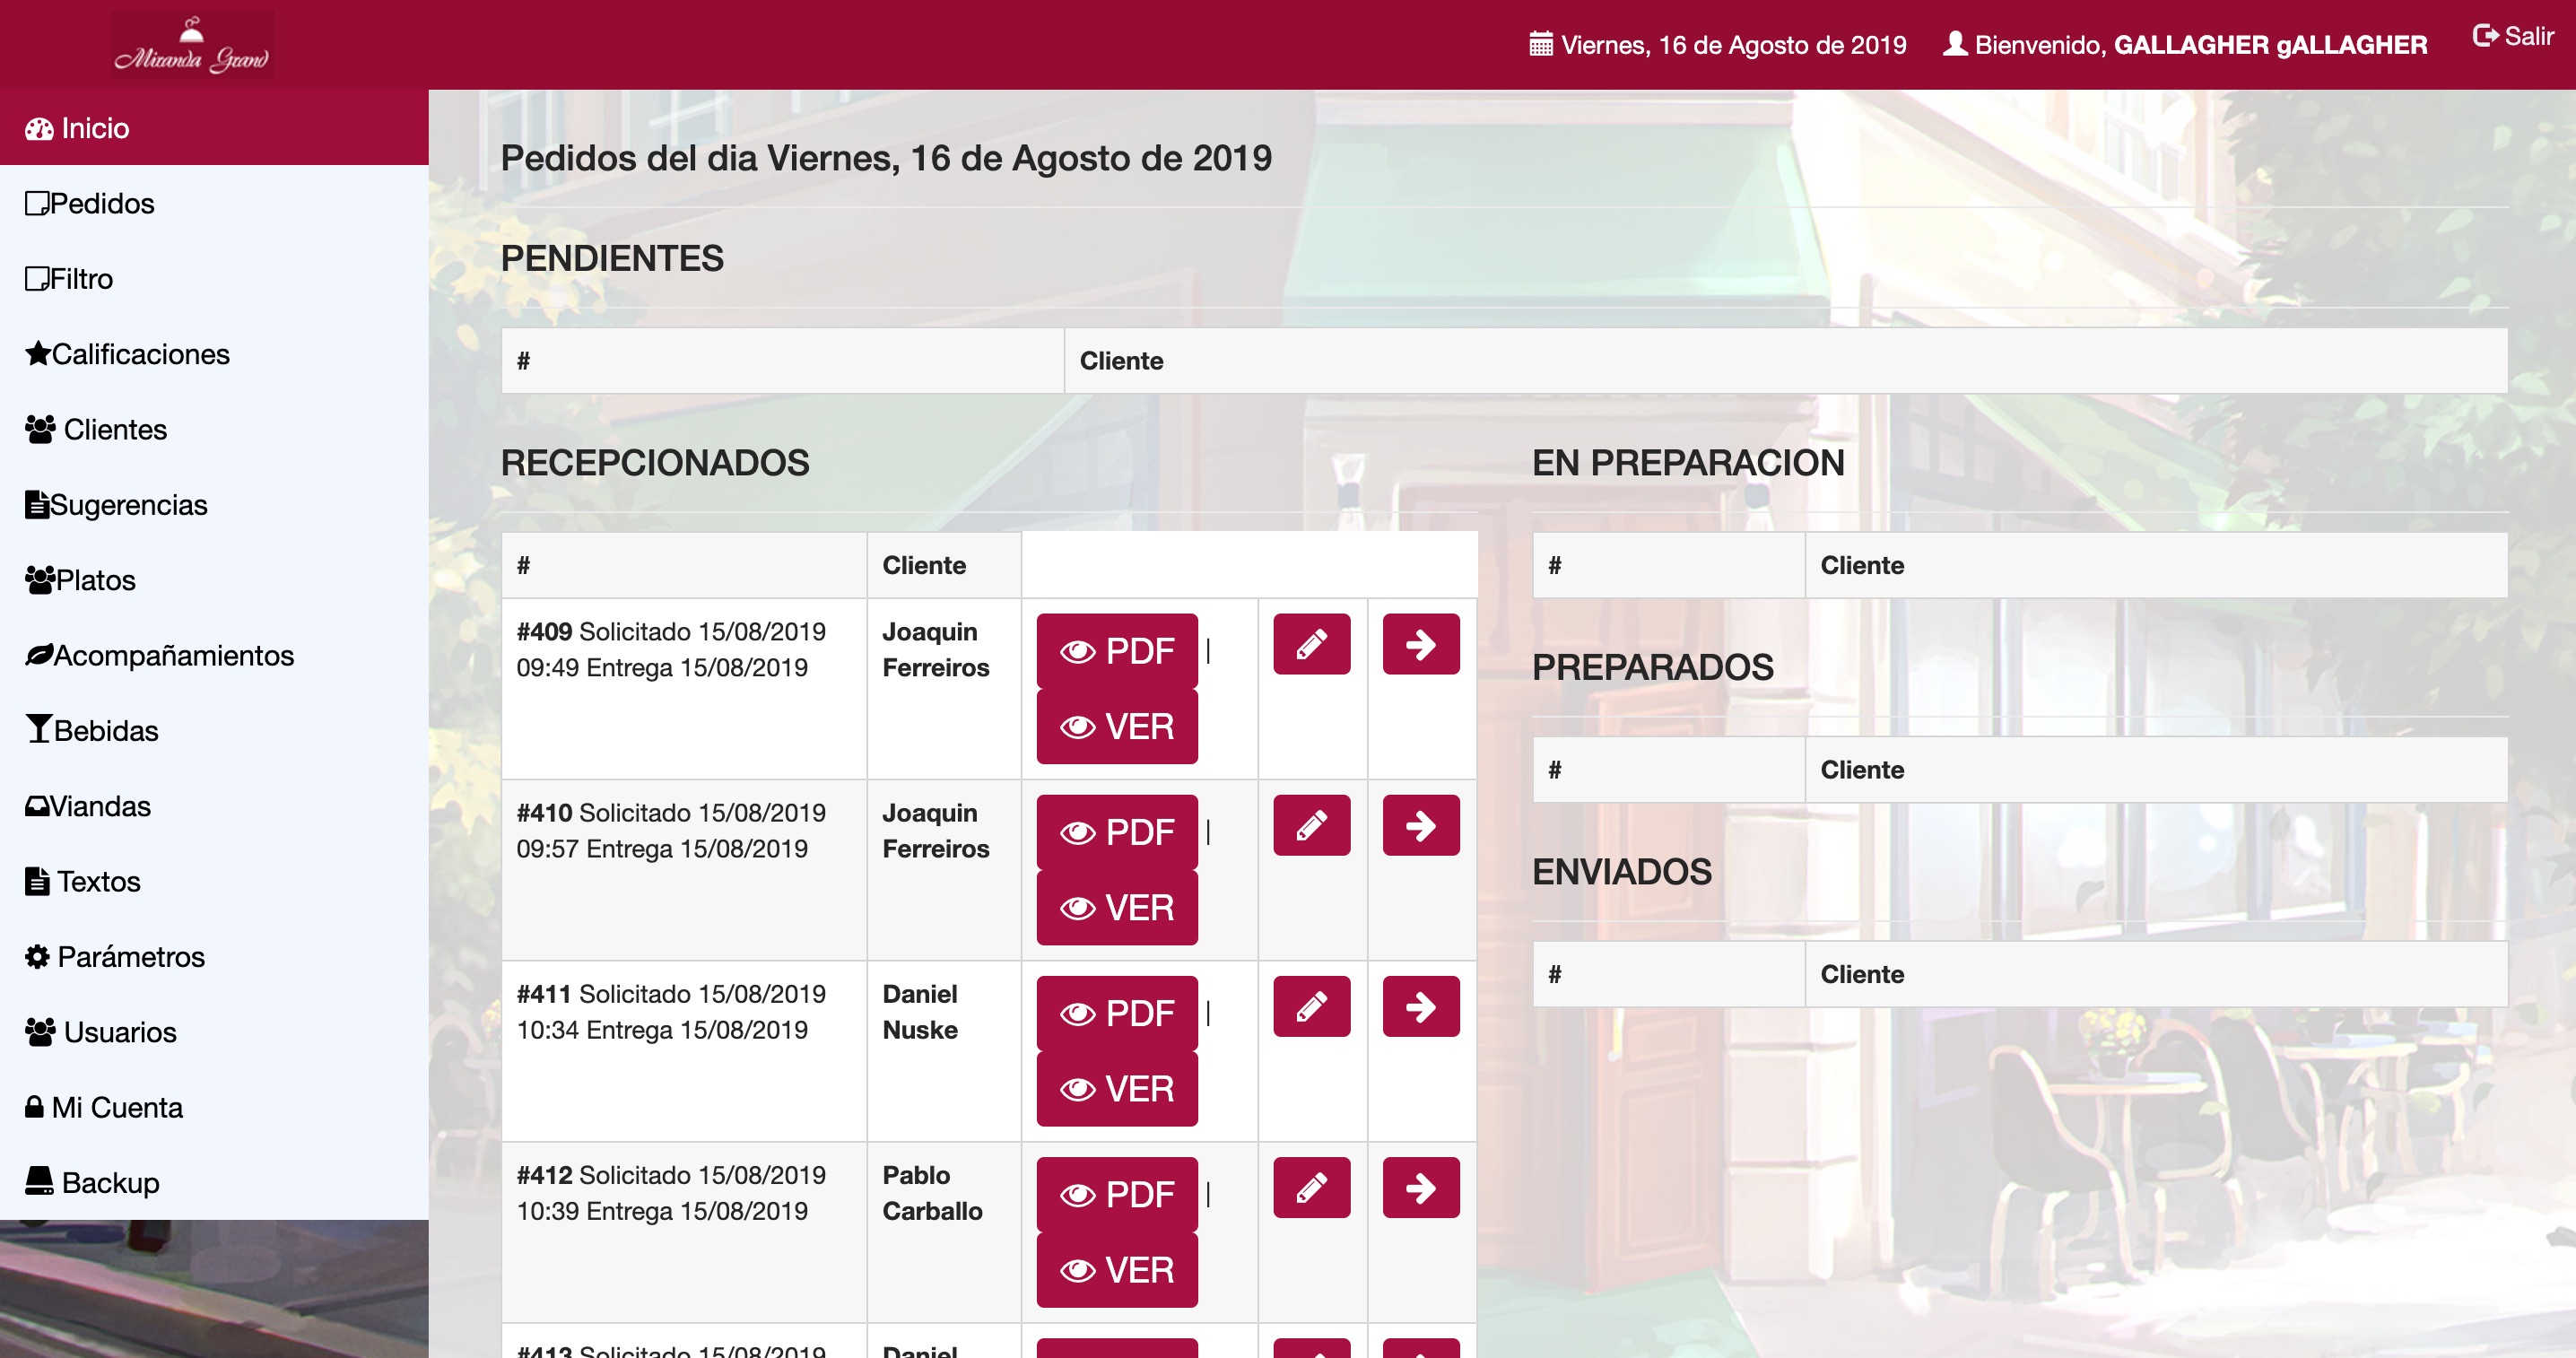 Miranda Grand
Viernes, 16 de Agosto de 2019
Bienvenido, GALLAGHER gALLAGHER
Salir
Inicio
Pedidos
Filtro
Calificaciones
Clientes
Sugerencias
Platos
Acompañamientos
Bebidas
Viandas
Textos
Parámetros
Usuarios
Mi Cuenta
Backup
Pedidos del dia Viernes, 16 de Agosto de 2019
PENDIENTES
# Cliente
RECEPCIONADOS
# Cliente
#409 Solicitado 15/08/2019
09:49 Entrega 15/08/2019
Joaquin
Ferreiros
PDF |
VER
#410 Solicitado 15/08/2019
09:57 Entrega 15/08/2019
Joaquin
Ferreiros
PDF |
VER
#411 Solicitado 15/08/2019
10:34 Entrega 15/08/2019
Daniel
Nuske
PDF |
VER
#412 Solicitado 15/08/2019
10:39 Entrega 15/08/2019
Pablo
Carballo
PDF |
VER
#413 Solicitado 15/08/2019
Daniel
EN PREPARACION
# Cliente
PREPARADOS
# Cliente
ENVIADOS
# Cliente